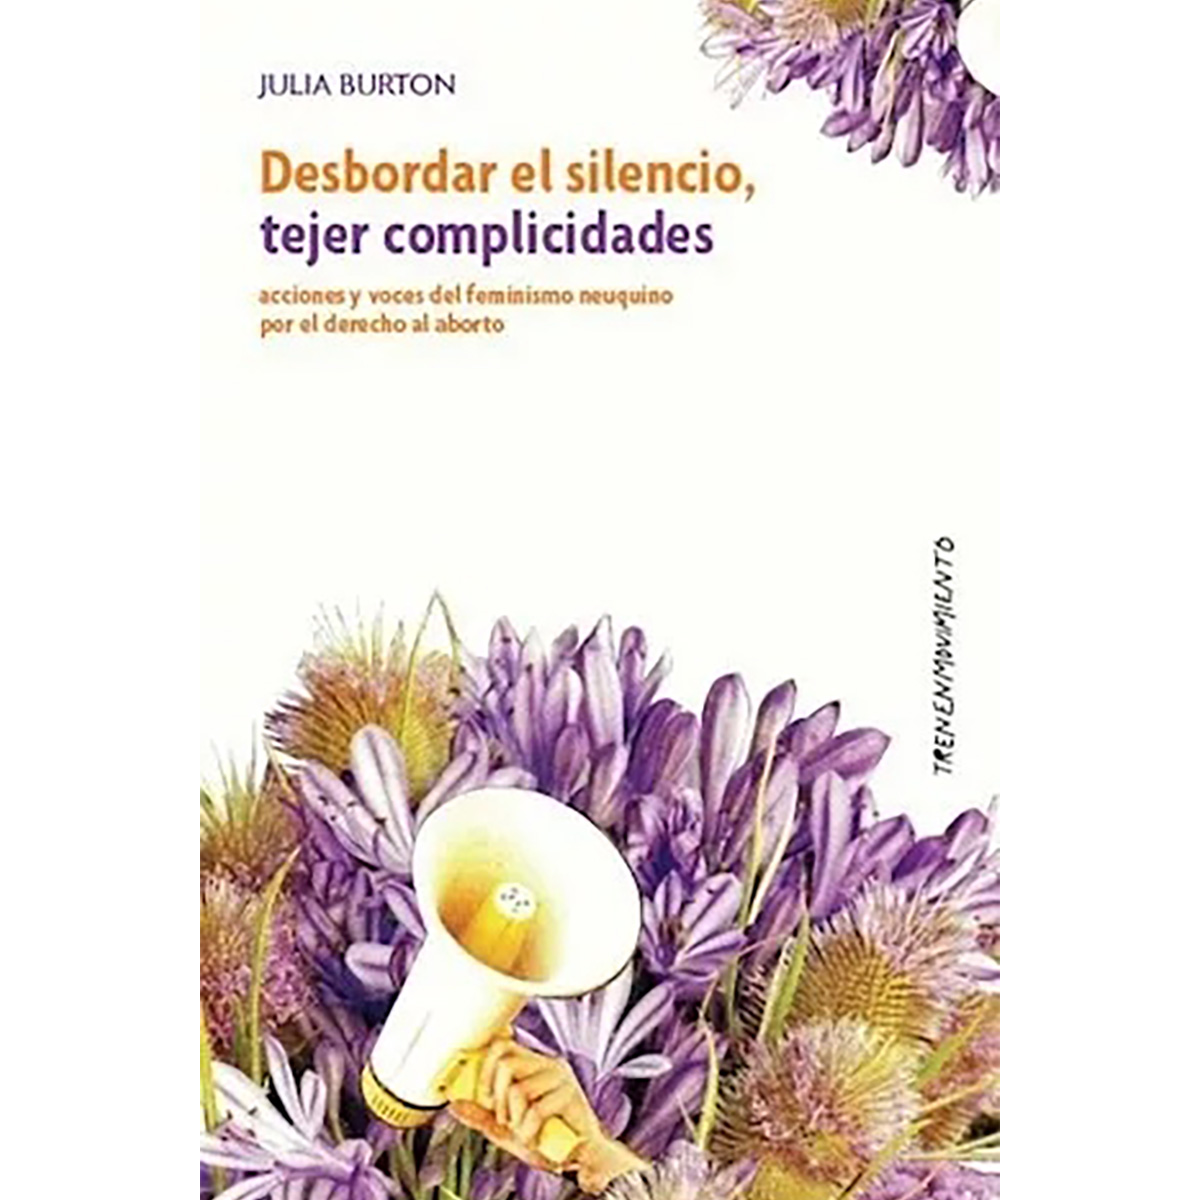 JULIA BURTON
Desbordar el silencio,
tejer complicidades
acciones y voces del feminismo neuquino
por el derecho al aborto
TRENENMOVIMIENTO